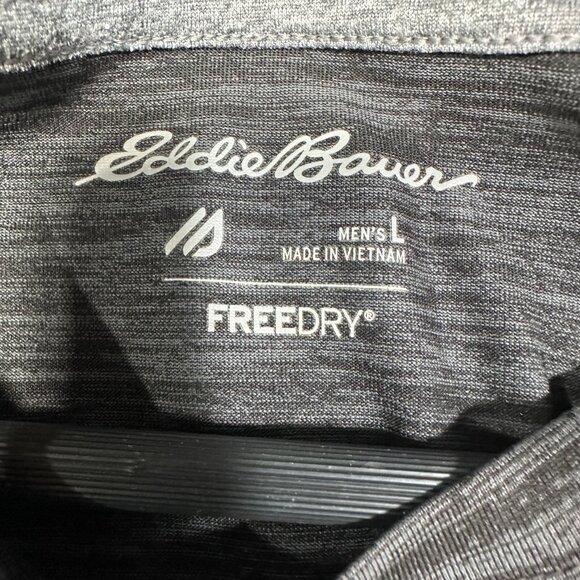 Eddie Bauer
MEN'S L
MADE IN VIETNAM
FREEDRY®